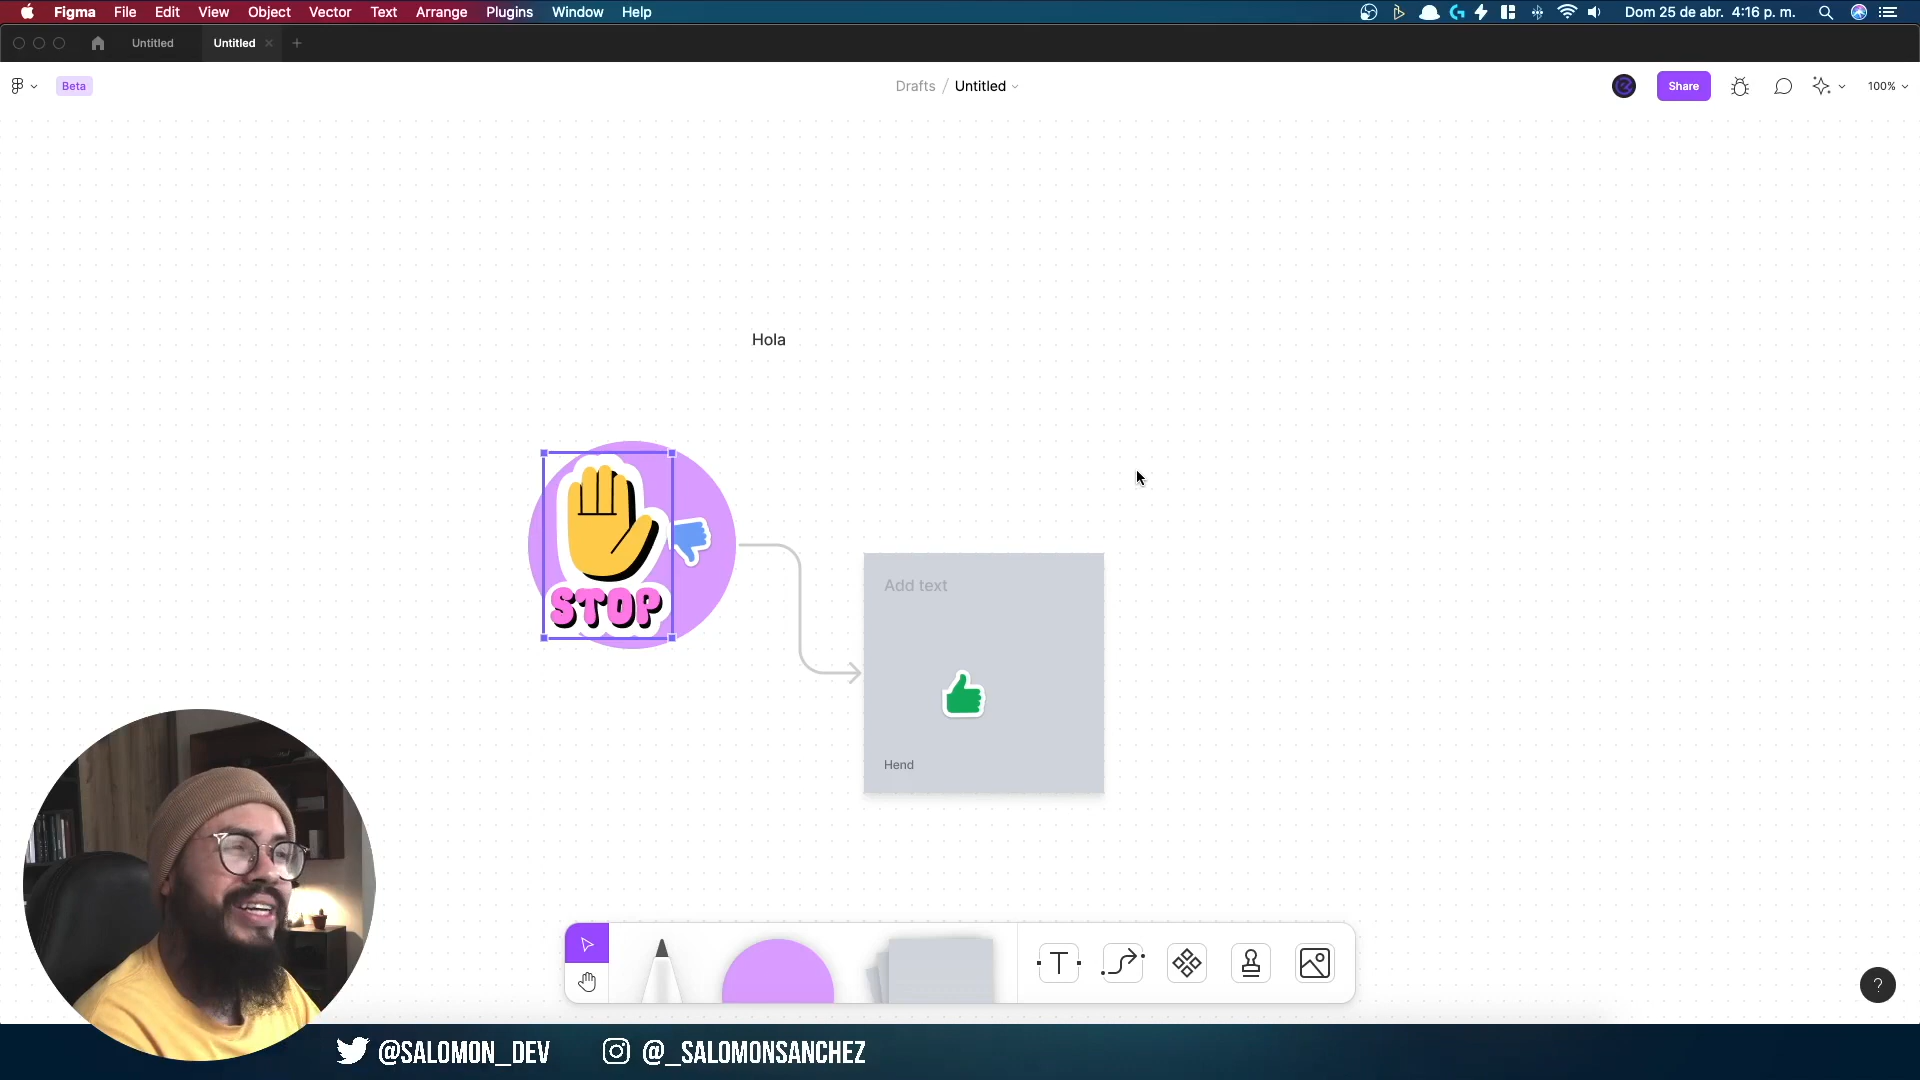 Figma File Edit View Object Vector Text Arrange Plugins Window Help
Dom 25 de abr. 4:16 p. m.
Untitled
Untitled
Beta
Drafts / Untitled
Share
100%
Hola
STOP
Add text
Hend
T
?
@SALOMON_DEV
@_SALOMONSANCHEZ